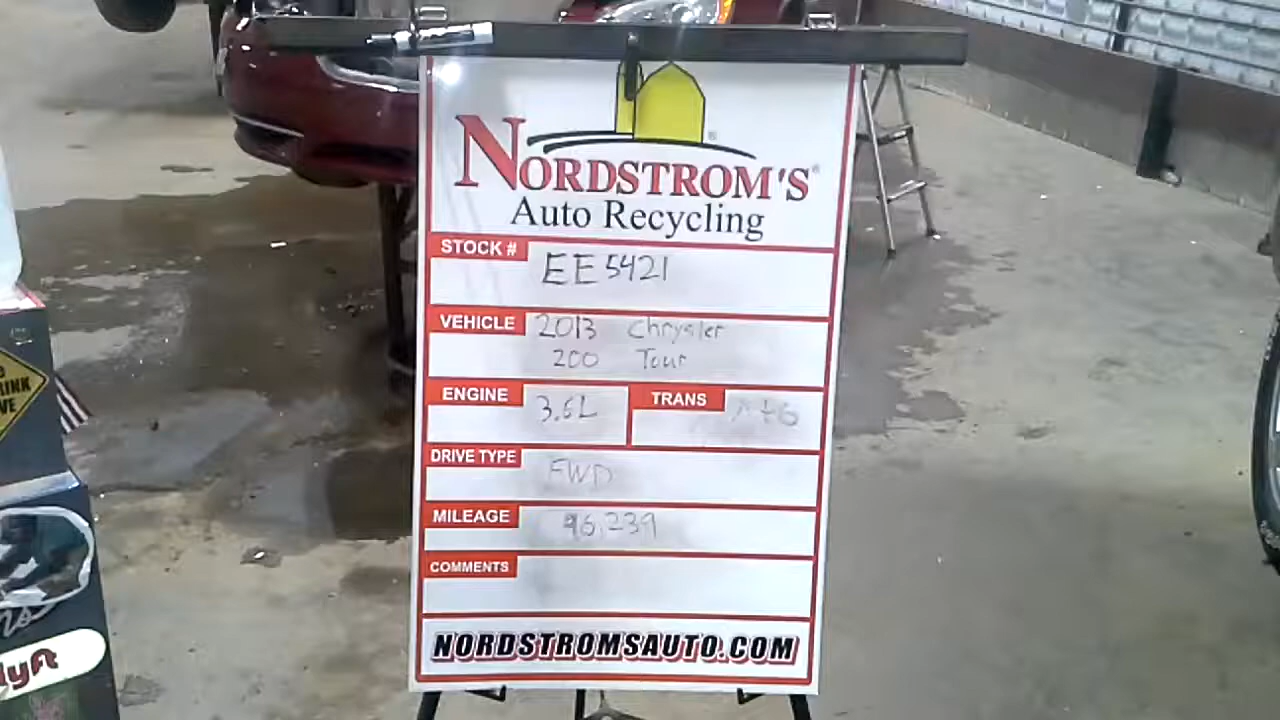 NORDSTROM'S®
Auto Recycling
STOCK # EE5421
VEHICLE 2013 Chrysler
200 Tour
ENGINE 3.6L TRANS
DRIVE TYPE FWD
MILEAGE 96,239
COMMENTS
NORDSTROMSAUTO.COM
lyft